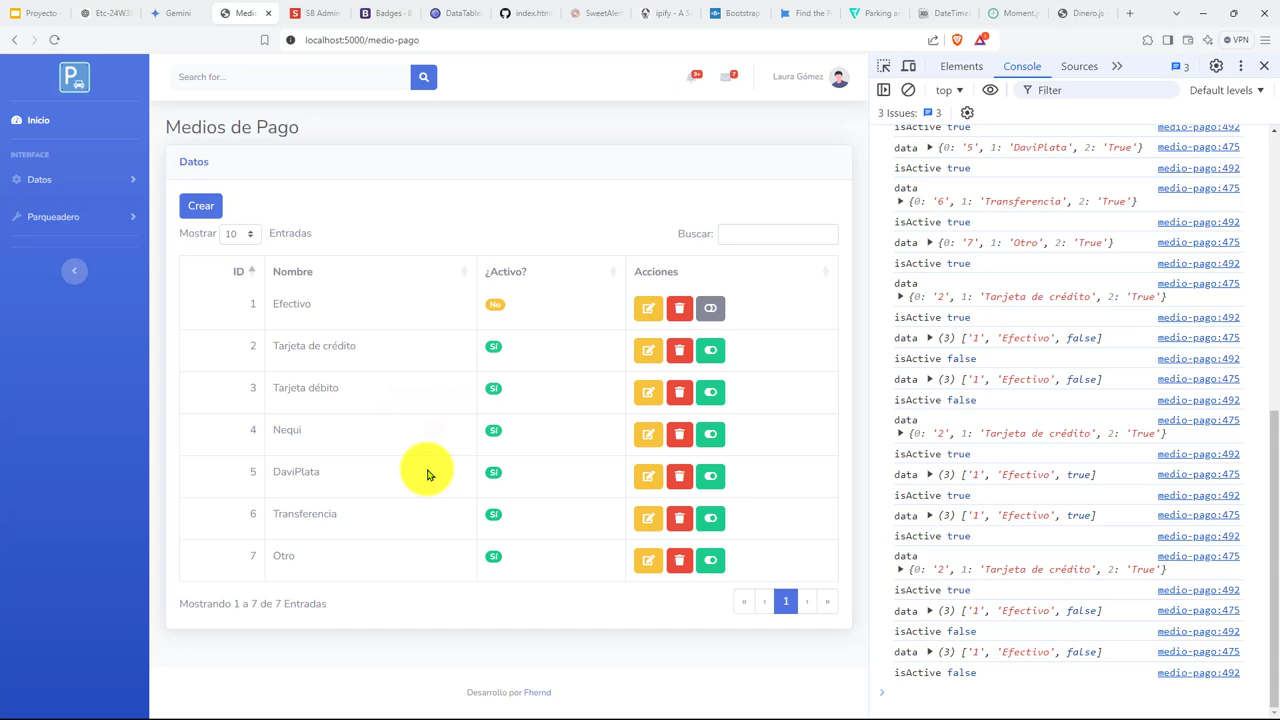 Proyecto
Etc-24W3
Gemini
Medio
SB Admin
Badges - B
DataTable
index.htm
SweetAler
ipify - A S
Bootstrap
Find the P
Parking an
DateTime
Moment.j
Dinero.js
localhost:5000/medio-pago
VPN
P
Inicio
INTERFACE
Datos
Parqueadero
Search for...
3+
7
Laura Gómez
Medios de Pago
Datos
Crear
Mostrar 10 Entradas
Buscar:
ID Nombre ¿Activo? Acciones
1 Efectivo No
2 Tarjeta de crédito Sí
3 Tarjeta débito Sí
4 Nequi Sí
5 DaviPlata Sí
6 Transferencia Sí
7 Otro Sí
Mostrando 1 a 7 de 7 Entradas
« ‹ 1 › »
Desarrollo por Fhernd
Elements Console Sources 3
top Filter Default levels
3 Issues: 3
isActive true medio-pago:492
data {0: '5', 1: 'DaviPlata', 2: 'True'} medio-pago:475
isActive true medio-pago:492
data medio-pago:475
{0: '6', 1: 'Transferencia', 2: 'True'}
isActive true medio-pago:492
data {0: '7', 1: 'Otro', 2: 'True'} medio-pago:475
isActive true medio-pago:492
data medio-pago:475
{0: '2', 1: 'Tarjeta de crédito', 2: 'True'}
isActive true medio-pago:492
data (3) ['1', 'Efectivo', false] medio-pago:475
isActive false medio-pago:492
data (3) ['1', 'Efectivo', false] medio-pago:475
isActive false medio-pago:492
data medio-pago:475
{0: '2', 1: 'Tarjeta de crédito', 2: 'True'}
isActive true medio-pago:492
data (3) ['1', 'Efectivo', true] medio-pago:475
isActive true medio-pago:492
data (3) ['1', 'Efectivo', true] medio-pago:475
isActive true medio-pago:492
data medio-pago:475
{0: '2', 1: 'Tarjeta de crédito', 2: 'True'}
isActive true medio-pago:492
data (3) ['1', 'Efectivo', false] medio-pago:475
isActive false medio-pago:492
data (3) ['1', 'Efectivo', false] medio-pago:475
isActive false medio-pago:492